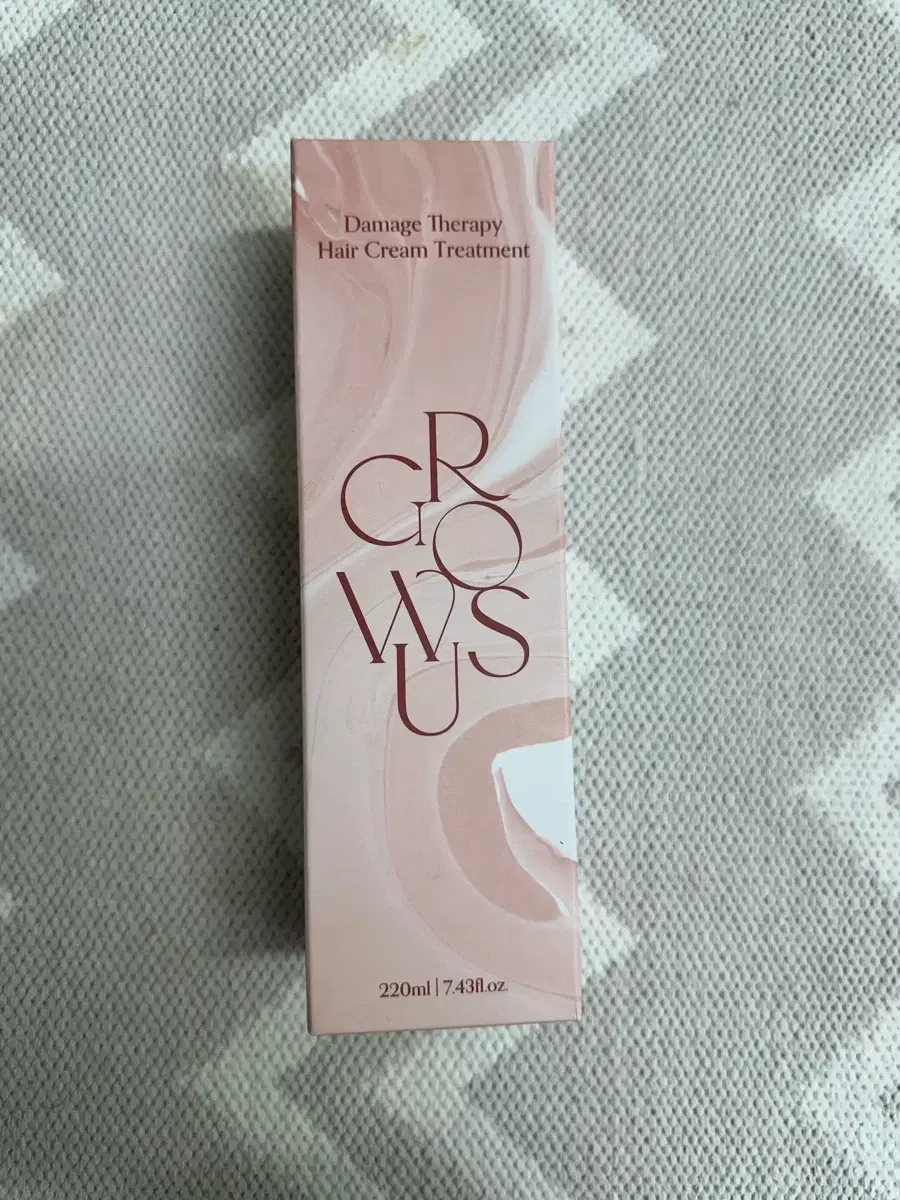 Damage Therapy
Hair Cream Treatment
GROWUS
220ml | 7.43fl.oz.